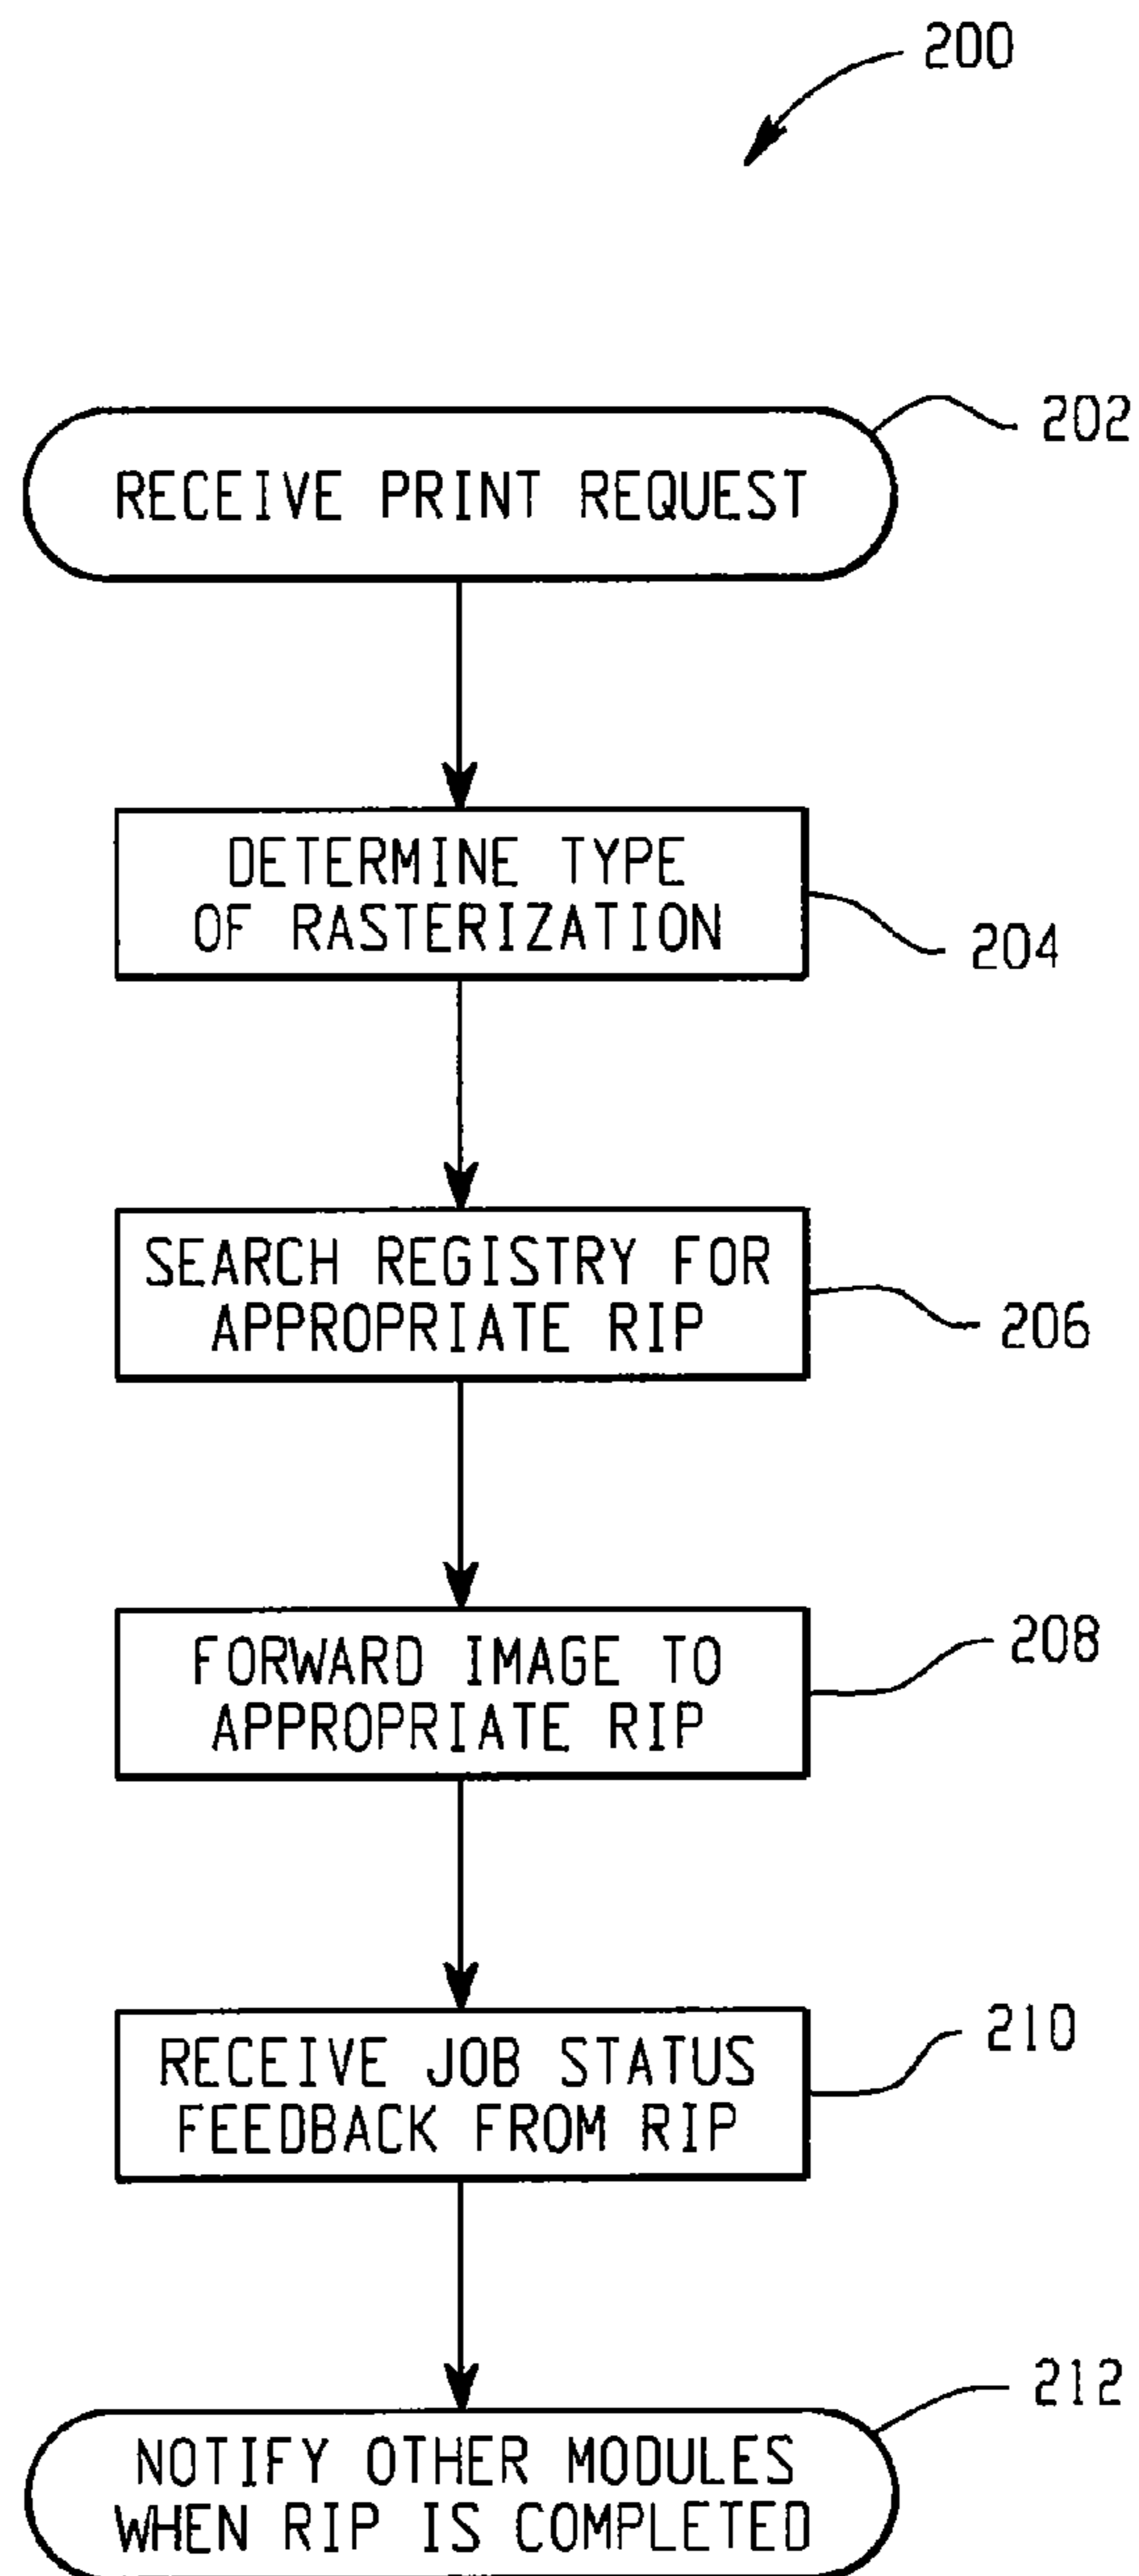 200
202
RECEIVE PRINT REQUEST
DETERMINE TYPE
OF RASTERIZATION
204
SEARCH REGISTRY FOR
APPROPRIATE RIP
206
208
FORWARD IMAGE TO
APPROPRIATE RIP
210
RECEIVE JOB STATUS
FEEDBACK FROM RIP
212
NOTIFY OTHER MODULES
WHEN RIP IS COMPLETED